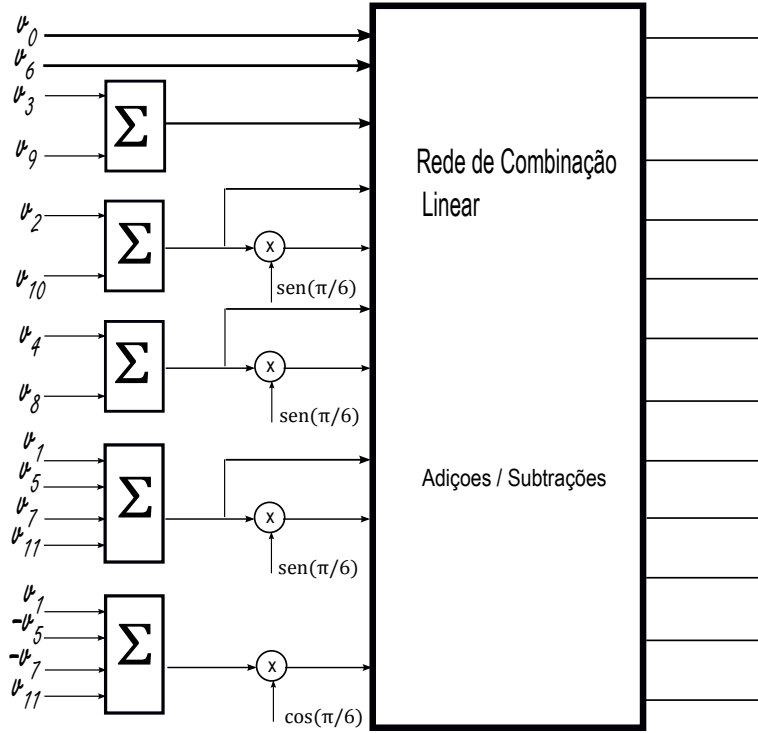 v0
v6
v3
Σ
v9
Rede de Combinação
Linear
v2
Σ
x
v10
sen(π/6)
v4
Σ
x
v8
sen(π/6)
v1
v5
Σ
Adiçoes / Subtrações
v7
x
v11
sen(π/6)
v1
-v5
Σ
-v7
x
v11
cos(π/6)